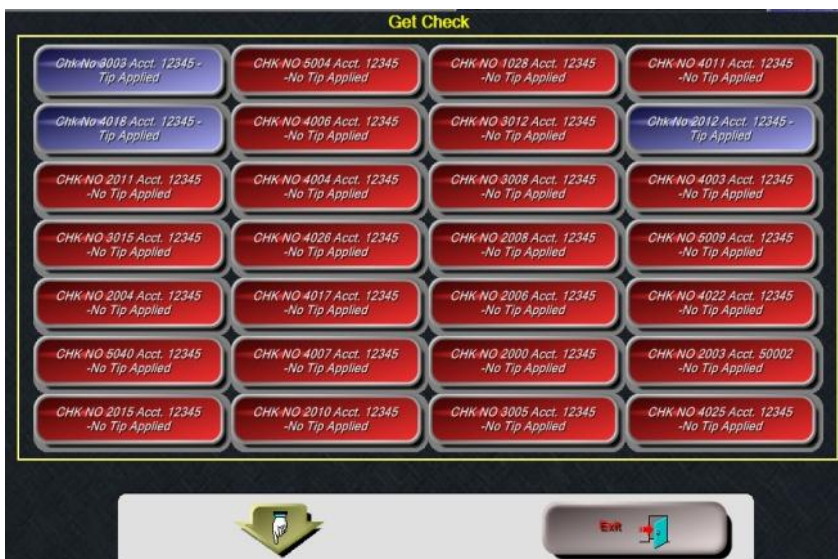 Get Check
Chk No 3003 Acct. 12345 -
Tip Applied
CHK NO 5004 Acct. 12345
-No Tip Applied
CHK NO 1028 Acct. 12345
-No Tip Applied
CHK NO 4011 Acct. 12345
-No Tip Applied
Chk No 4018 Acct. 12345 -
Tip Applied
CHK NO 4006 Acct. 12345
-No Tip Applied
CHK NO 3012 Acct. 12345
-No Tip Applied
Chk No 2012 Acct. 12345 -
Tip Applied
CHK NO 2011 Acct. 12345
-No Tip Applied
CHK NO 4004 Acct. 12345
-No Tip Applied
CHK NO 3008 Acct. 12345
-No Tip Applied
CHK NO 4003 Acct. 12345
-No Tip Applied
CHK NO 3015 Acct. 12345
-No Tip Applied
CHK NO 4026 Acct. 12345
-No Tip Applied
CHK NO 2008 Acct. 12345
-No Tip Applied
CHK NO 5009 Acct. 12345
-No Tip Applied
CHK NO 2004 Acct. 12345
-No Tip Applied
CHK NO 4017 Acct. 12345
-No Tip Applied
CHK NO 2006 Acct. 12345
-No Tip Applied
CHK NO 4022 Acct. 12345
-No Tip Applied
CHK NO 5040 Acct. 12345
-No Tip Applied
CHK NO 4007 Acct. 12345
-No Tip Applied
CHK NO 2000 Acct. 12345
-No Tip Applied
CHK NO 2003 Acct. 50002
-No Tip Applied
CHK NO 2015 Acct. 12345
-No Tip Applied
CHK NO 2010 Acct. 12345
-No Tip Applied
CHK NO 3005 Acct. 12345
-No Tip Applied
CHK NO 4025 Acct. 12345
-No Tip Applied
Exit